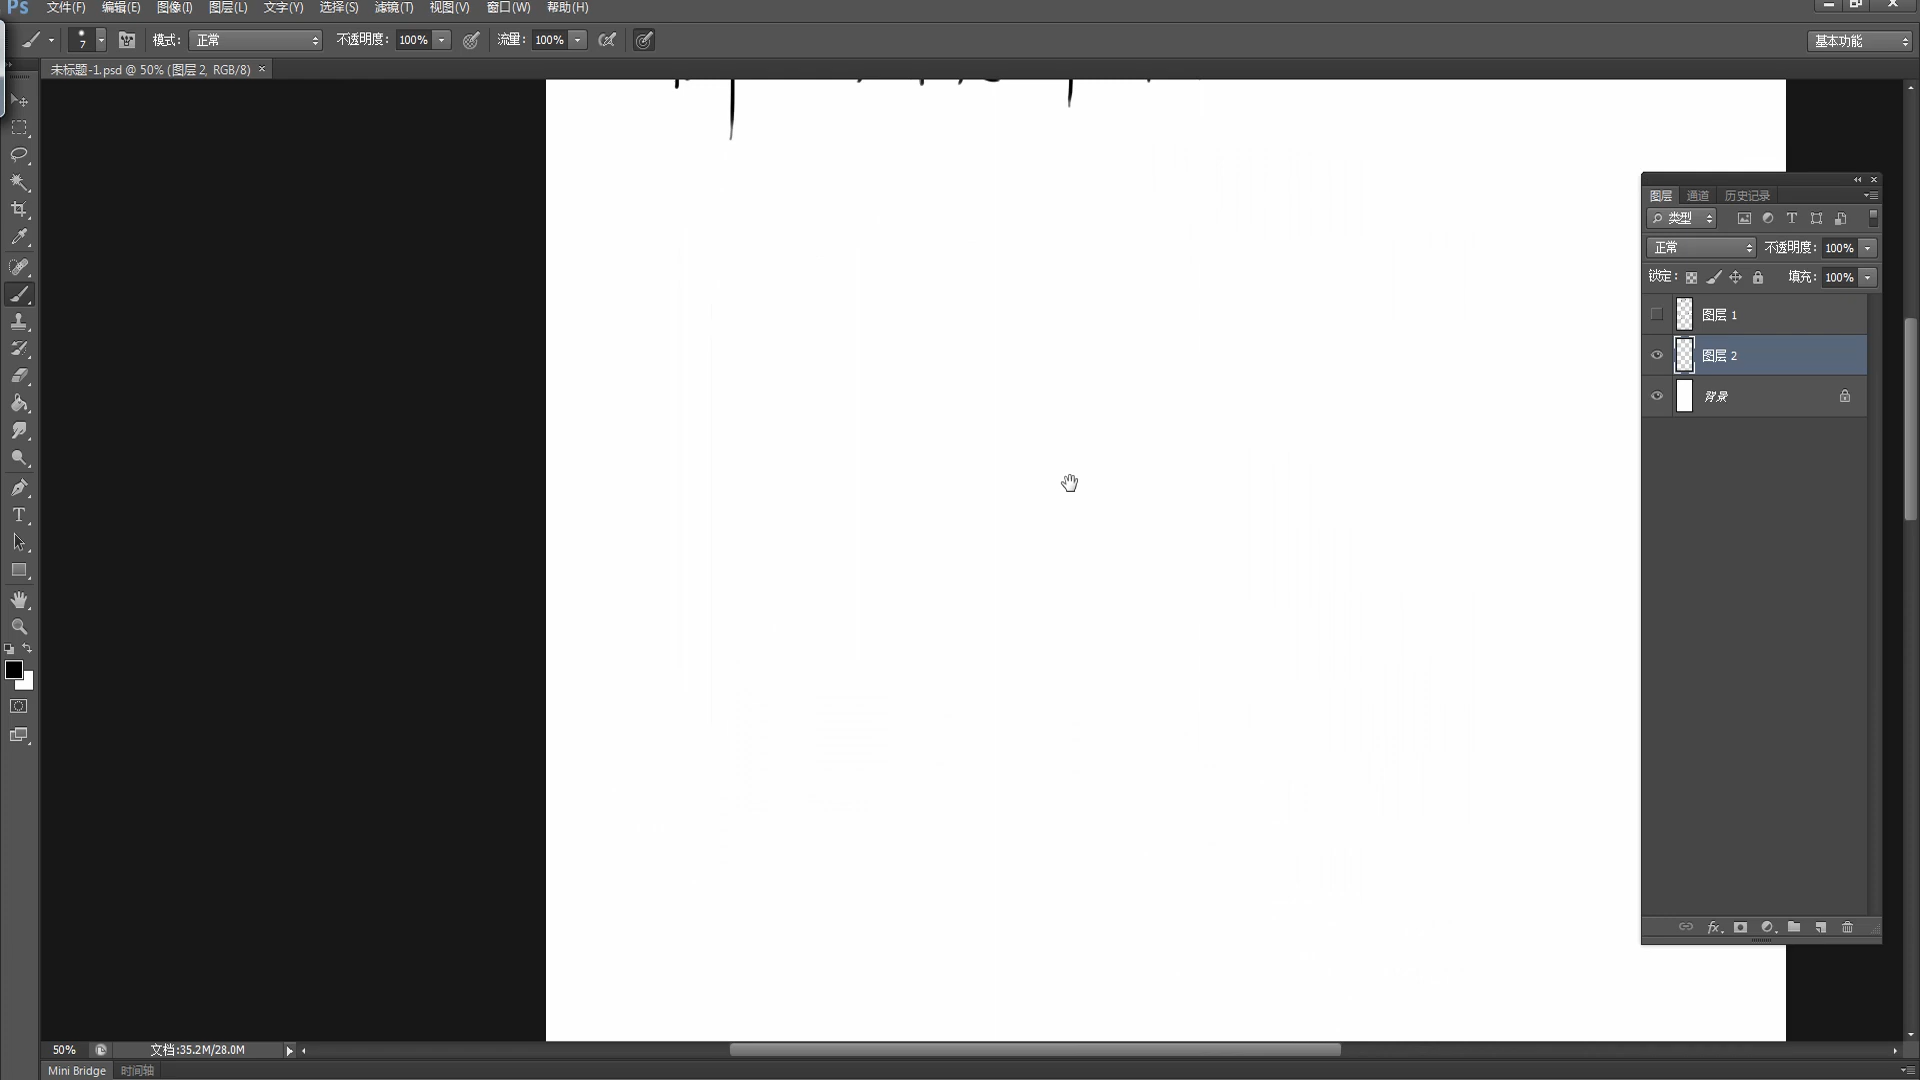 Ps 文件(F) 编辑(E) 图像(I) 图层(L) 文字(Y) 选择(S) 滤镜(T) 视图(V) 窗口(W) 帮助(H)
7 模式: 正常 不透明度: 100% 流量: 100% 基本功能
未标题-1.psd @ 50% (图层 2, RGB/8) ×
图层 通道 历史记录
类型
正常 不透明度: 100%
锁定: 填充: 100%
图层 1
图层 2
背景
fx
50% 文档:35.2M/28.0M
Mini Bridge 时间轴